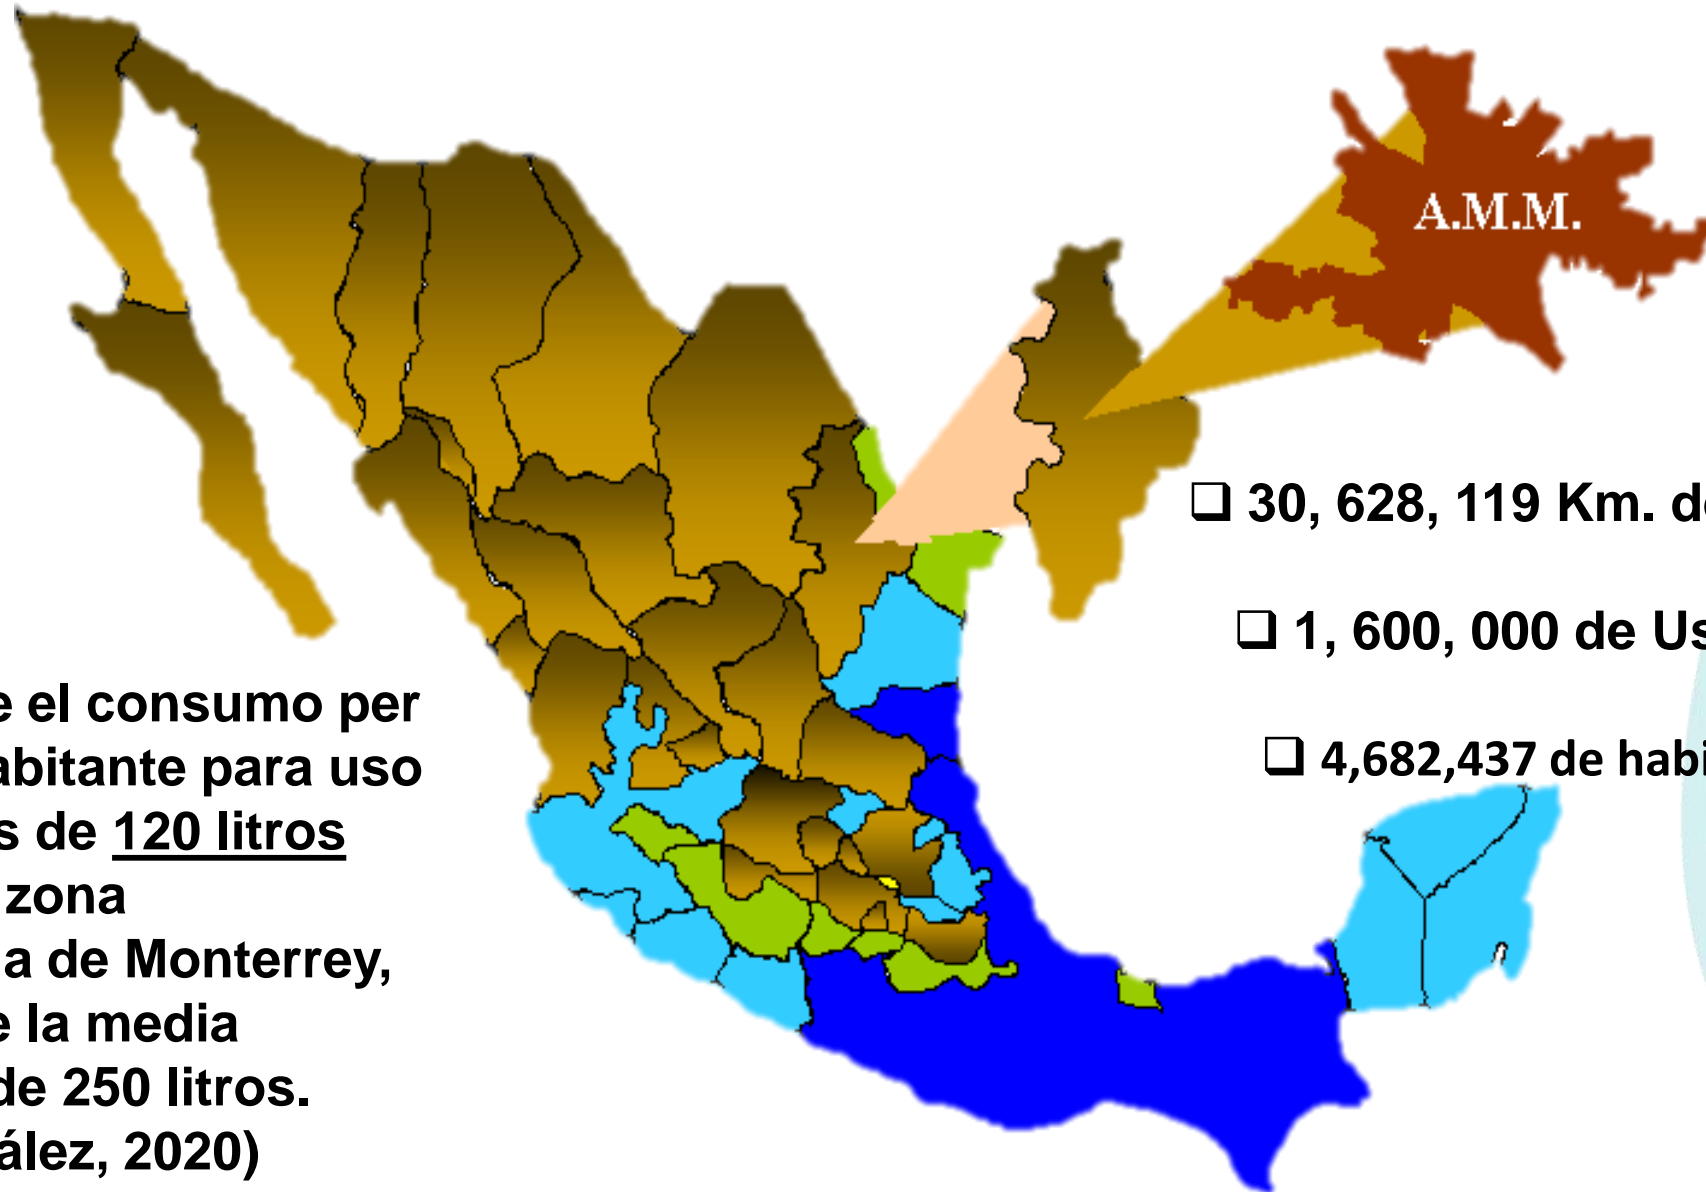 A.M.M.
❑ 30, 628, 119 Km. de
❑ 1, 600, 000 de Us
❑ 4,682,437 de habi
e el consumo per
abitante para uso
s de 120 litros
zona
a de Monterrey,
e la media
de 250 litros.
ález, 2020)